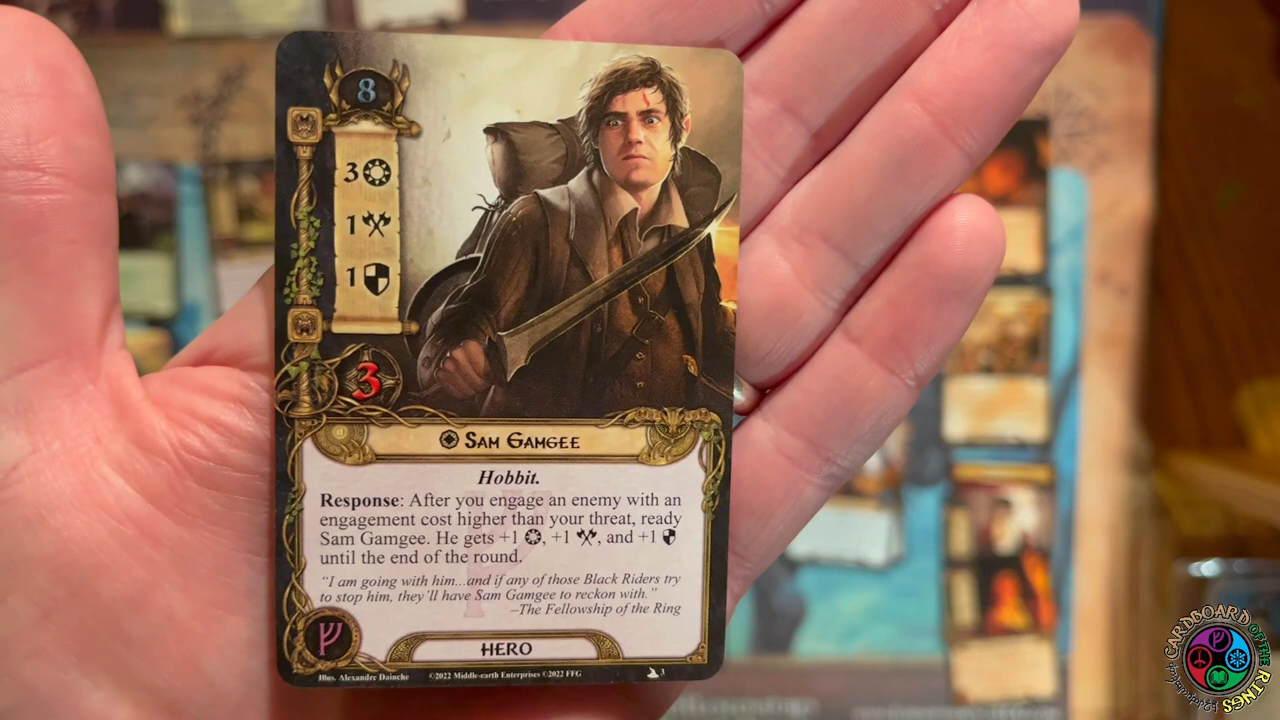 8
3
1
1
3
Sam Gamgee
Hobbit.
Response: After you engage an enemy with an
engagement cost higher than your threat, ready
Sam Gamgee. He gets +1 , +1 , and +1
until the end of the round.
“I am going with him...and if any of those Black Riders try
to stop him, they’ll have Sam Gamgee to reckon with.”
–The Fellowship of the Ring
HERO
Illus. Alexandre Dainche ©2022 Middle-earth Enterprises ©2022 FFG 3
CARDBOARD OF THE RINGS